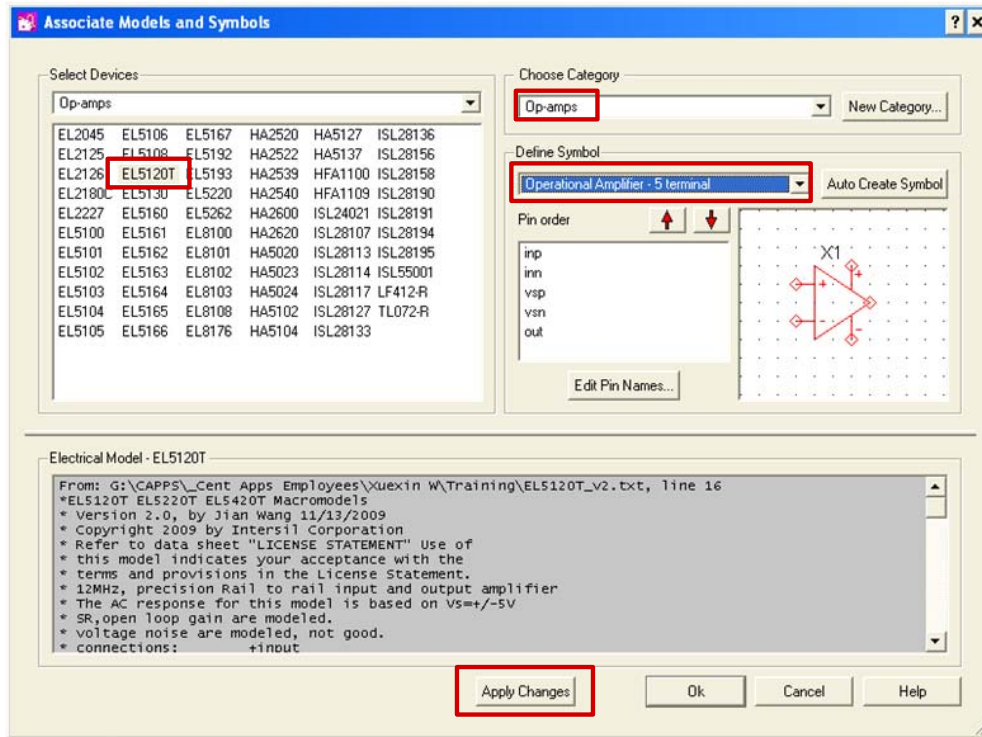 Associate Models and Symbols
Select Devices
Op-amps
EL2045 EL5106 EL5167 HA2520 HA5127 ISL28136
EL2125 EL5108 EL5192 HA2522 HA5137 ISL28156
EL2126 EL5120T EL5193 HA2539 HFA1100 ISL28158
EL2180C EL5130 EL5220 HA2540 HFA1109 ISL28190
EL2227 EL5160 EL5262 HA2600 ISL24021 ISL28191
EL5100 EL5161 EL8100 HA2620 ISL28107 ISL28194
EL5101 EL5162 EL8101 HA5020 ISL28113 ISL28195
EL5102 EL5163 EL8102 HA5023 ISL28114 ISL55001
EL5103 EL5164 EL8103 HA5024 ISL28117 LF412-R
EL5104 EL5165 EL8108 HA5102 ISL28127 TL072-R
EL5105 EL5166 EL8176 HA5104 ISL28133
Choose Category
Op-amps
New Category...
Define Symbol
Operational Amplifier - 5 terminal
Auto Create Symbol
Pin order
inp
inn
vsp
vsn
out
Edit Pin Names...
X1
Electrical Model - EL5120T
From: G:\CAPPS\_Cent Apps Employees\Xuexin W\Training\EL5120T_v2.txt, line 16
*EL5120T EL5220T EL5420T Macromodels
* Version 2.0, by Jian Wang 11/13/2009
* Copyright 2009 by Intersil Corporation
* Refer to data sheet "LICENSE STATEMENT" Use of
* this model indicates your acceptance with the
* terms and provisions in the License Statement.
* 12MHz, precision Rail to rail input and output amplifier
* The AC response for this model is based on Vs=+/-5V
* SR,open loop gain are modeled.
* voltage noise are modeled, not good.
* connections: +input
Apply Changes
Ok
Cancel
Help